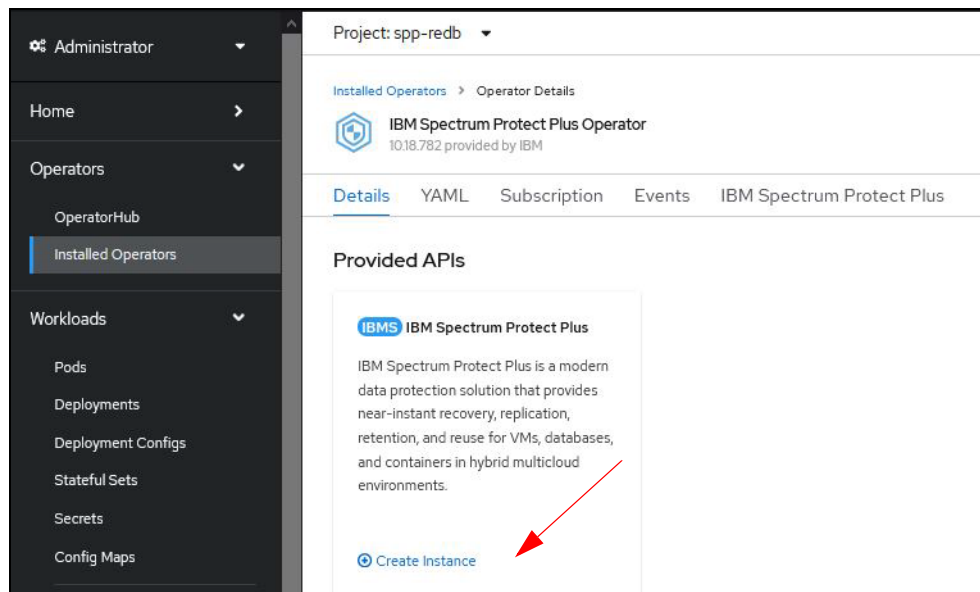 Administrator
Home
Operators
OperatorHub
Installed Operators
Workloads
Pods
Deployments
Deployment Configs
Stateful Sets
Secrets
Config Maps
Project: spp-redb
Installed Operators > Operator Details
IBM Spectrum Protect Plus Operator
10.18.782 provided by IBM
Details YAML Subscription Events IBM Spectrum Protect Plus
Provided APIs
IBMS IBM Spectrum Protect Plus
IBM Spectrum Protect Plus is a modern
data protection solution that provides
near-instant recovery, replication,
retention, and reuse for VMs, databases,
and containers in hybrid multicloud
environments.
Create Instance